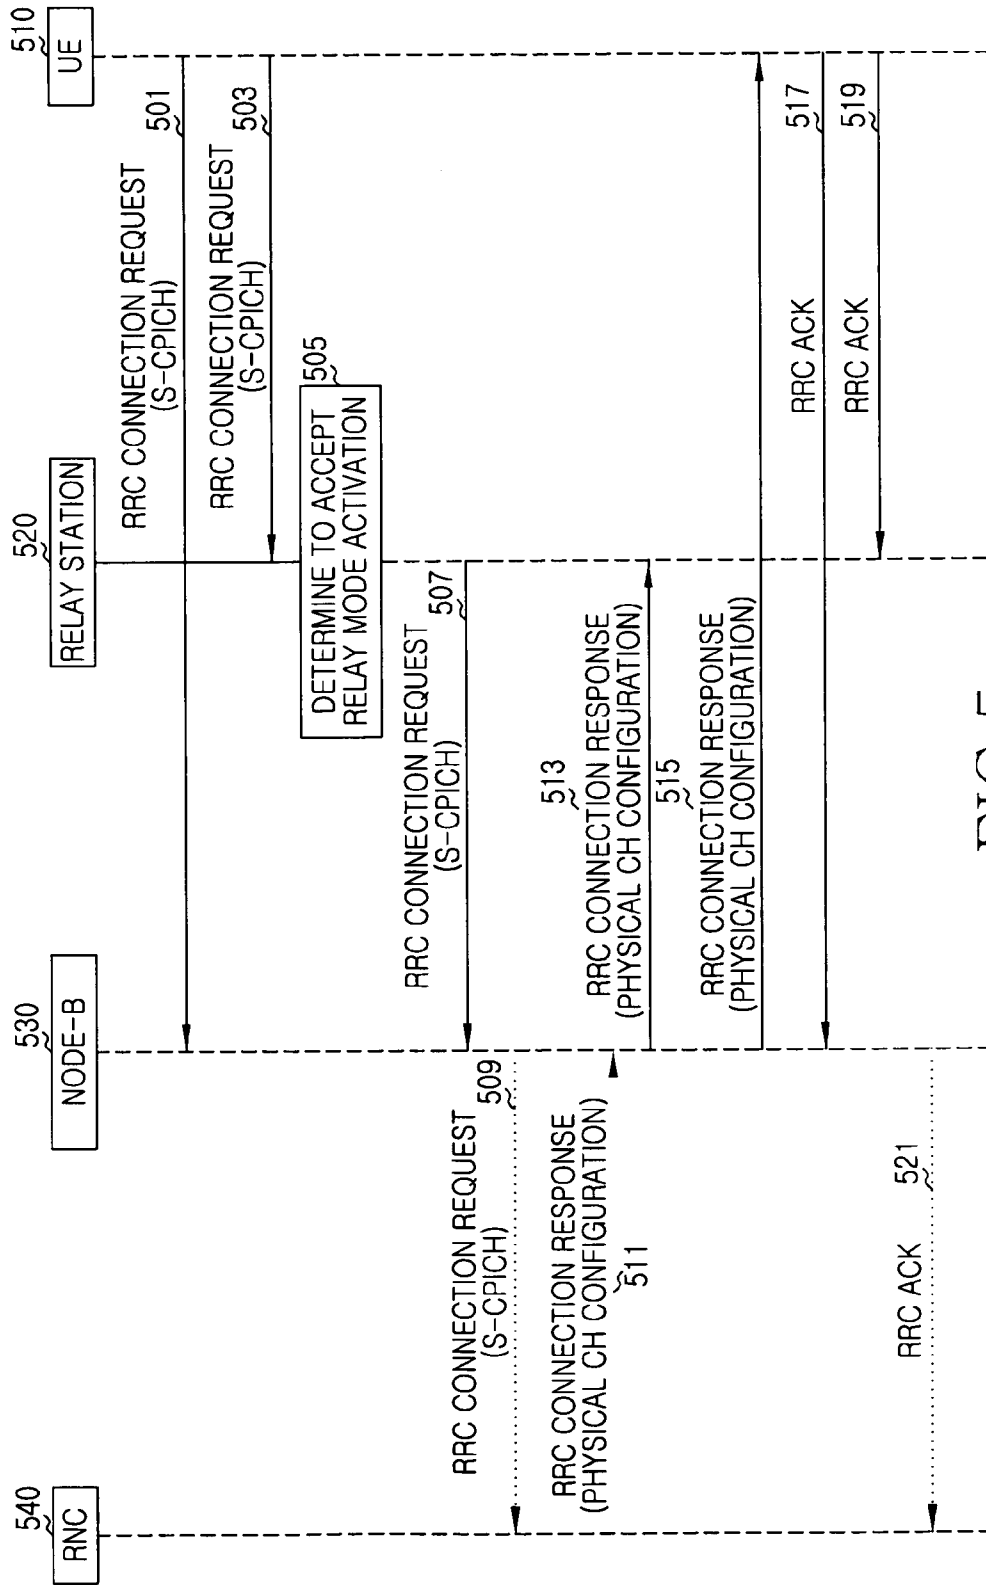 540
RNC
530
NODE-B
520
RELAY STATION
510
UE
RRC CONNECTION REQUEST
(S-CPICH)
501
RRC CONNECTION REQUEST
(S-CPICH)
503
505
DETERMINE TO ACCEPT
RELAY MODE ACTIVATION
RRC CONNECTION REQUEST
(S-CPICH)
507
RRC CONNECTION REQUEST
(S-CPICH)
509
RRC CONNECTION RESPONSE
(PHYSICAL CH CONFIGURATION)
511
513
RRC CONNECTION RESPONSE
(PHYSICAL CH CONFIGURATION)
515
RRC CONNECTION RESPONSE
(PHYSICAL CH CONFIGURATION)
RRC ACK
517
RRC ACK
519
RRC ACK
521